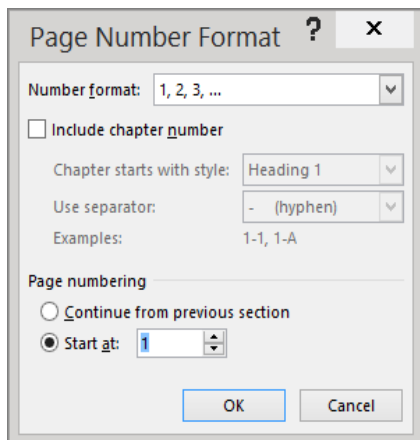 Page Number Format ? x
Number format: 1, 2, 3, ...
Include chapter number
Chapter starts with style: Heading 1
Use separator: - (hyphen)
Examples: 1-1, 1-A
Page numbering
Continue from previous section
Start at: 1
OK Cancel